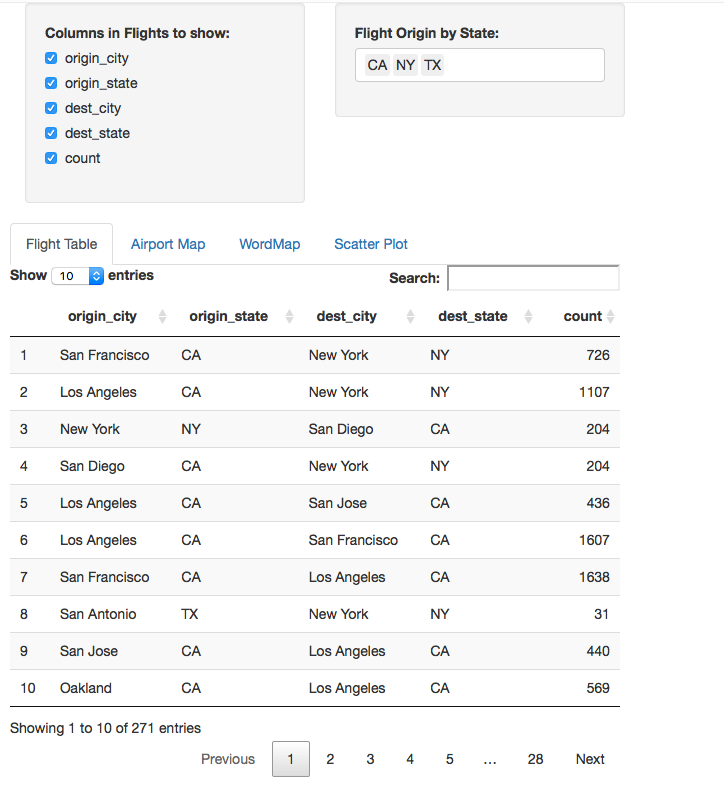 Columns in Flights to show:
origin_city
origin_state
dest_city
dest_state
count
Flight Origin by State:
CA NY TX
Flight Table Airport Map WordMap Scatter Plot
Show 10 entries Search:
origin_city origin_state dest_city dest_state count
1 San Francisco CA New York NY 726
2 Los Angeles CA New York NY 1107
3 New York NY San Diego CA 204
4 San Diego CA New York NY 204
5 Los Angeles CA San Jose CA 436
6 Los Angeles CA San Francisco CA 1607
7 San Francisco CA Los Angeles CA 1638
8 San Antonio TX New York NY 31
9 San Jose CA Los Angeles CA 440
10 Oakland CA Los Angeles CA 569
Showing 1 to 10 of 271 entries
Previous 1 2 3 4 5 ... 28 Next